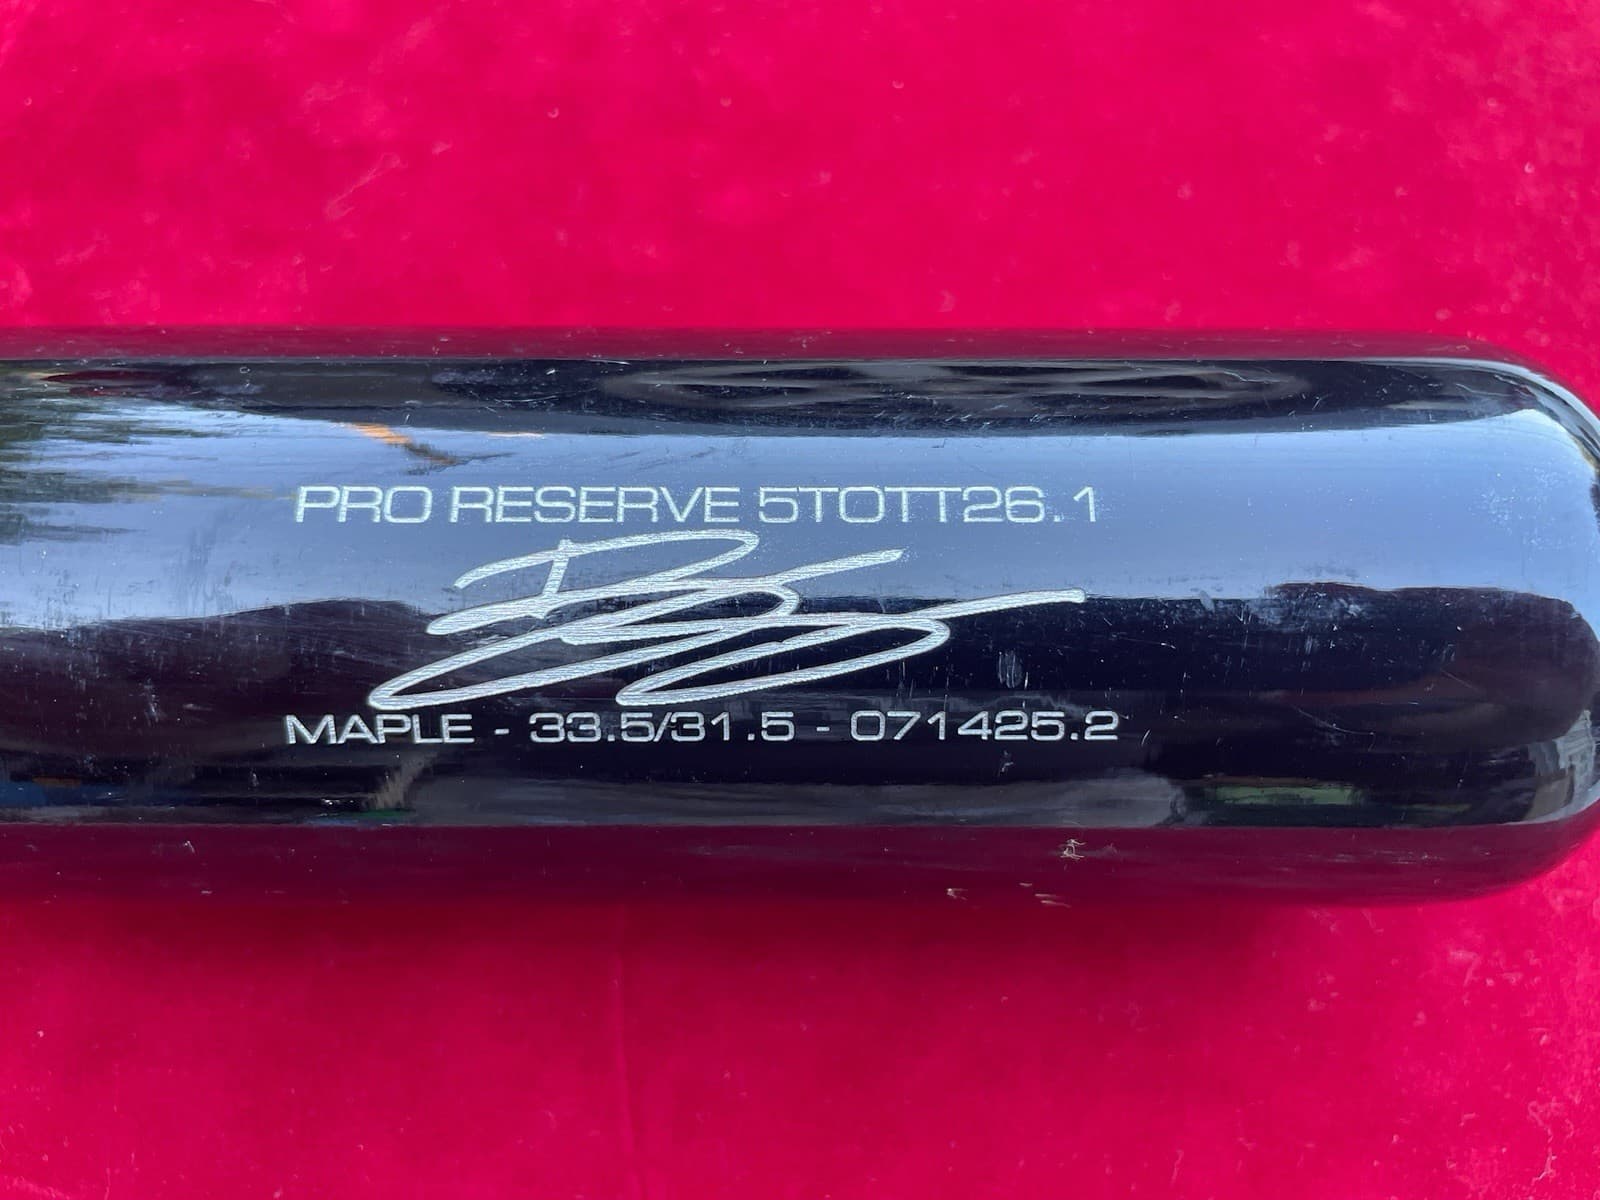 PRO RESERVE 5TOTT26.1
MAPLE - 33.5/31.5 - 071425.2